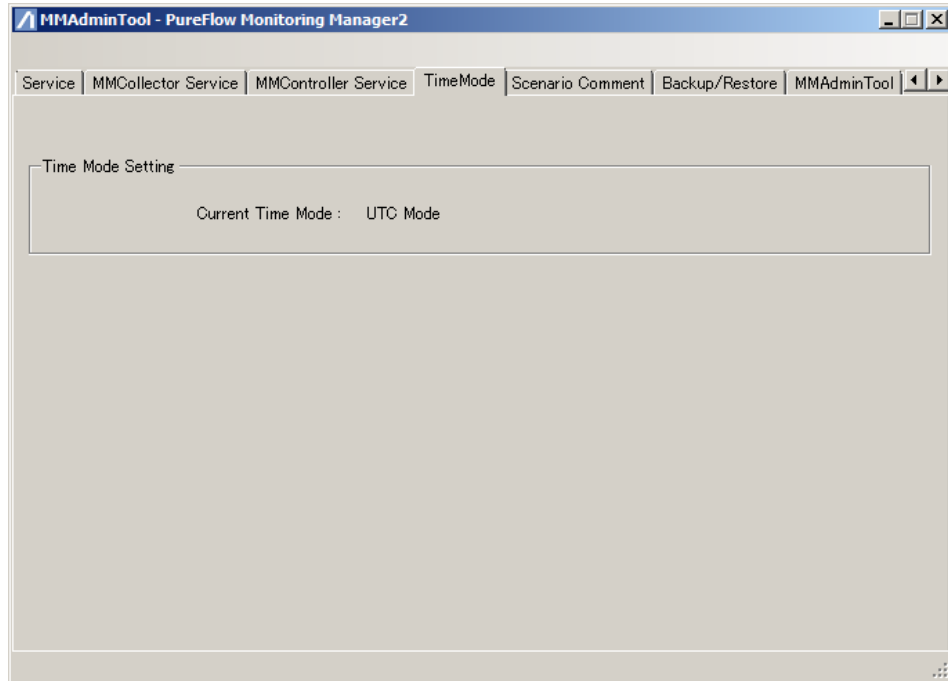 MMAdminTool - PureFlow Monitoring Manager2
Service MMCollector Service MMController Service TimeMode Scenario Comment Backup/Restore MMAdminTool
Time Mode Setting
Current Time Mode : UTC Mode